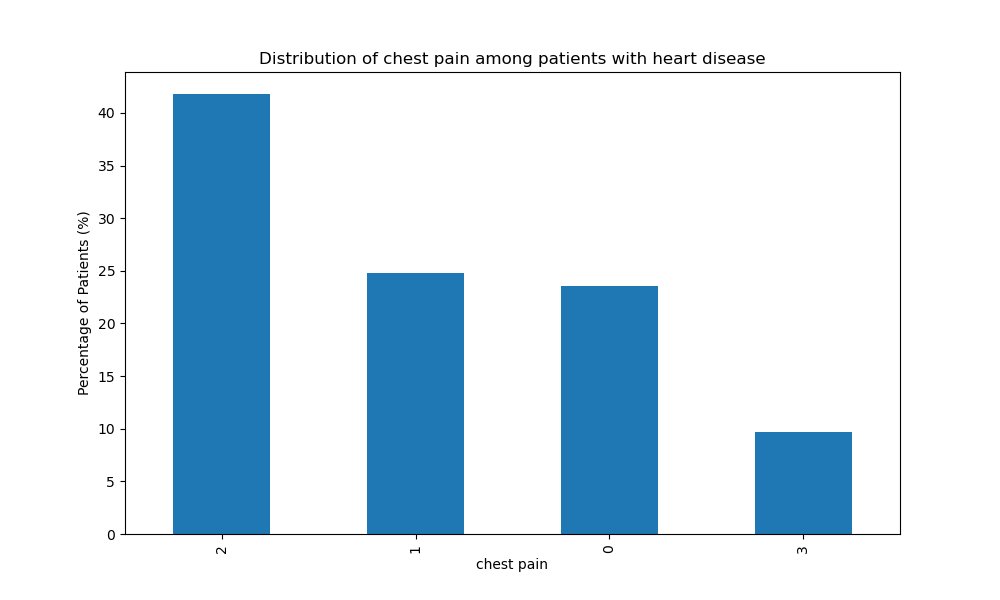 Distribution of chest pain among patients with heart disease
Percentage of Patients (%)
40
35
30
25
20
15
10
5
0
2 1 0 3
chest pain